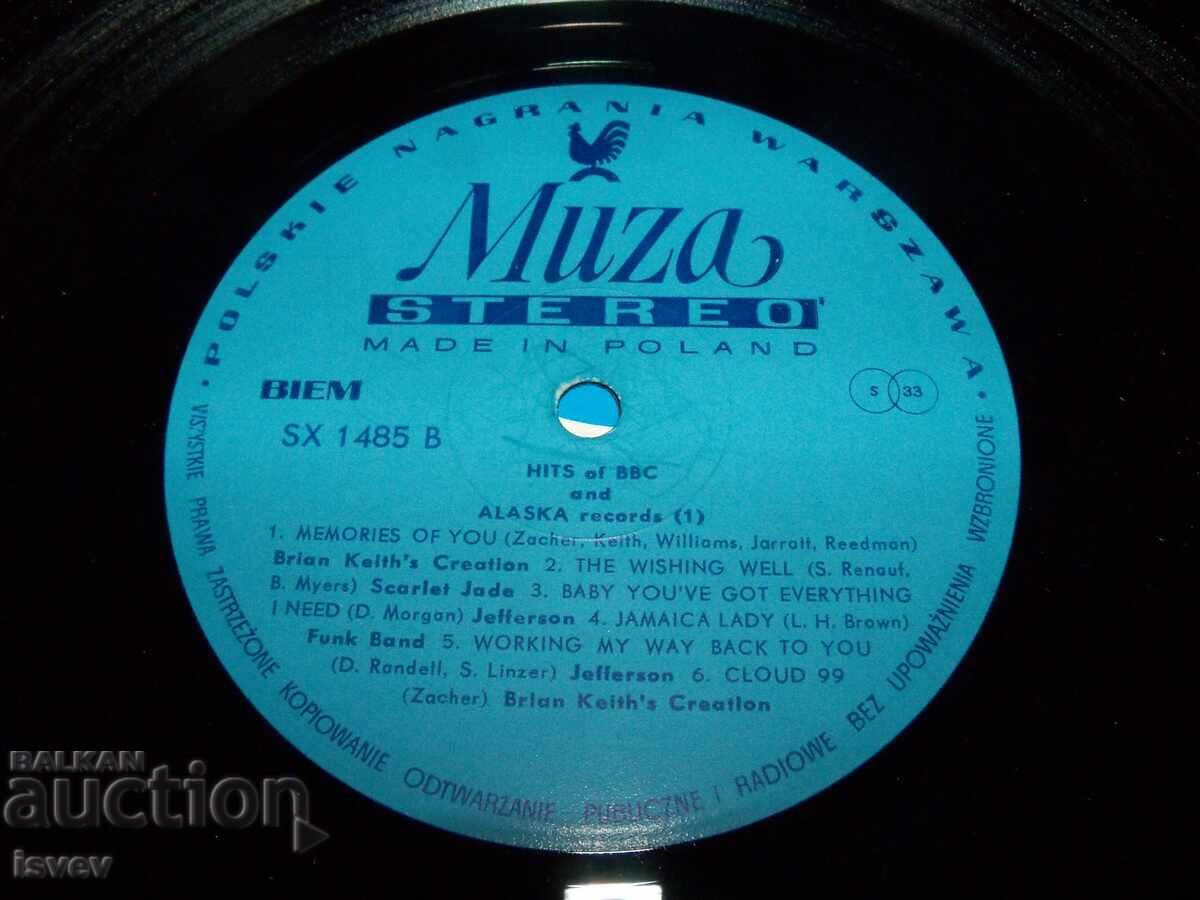 POLSKIE NAGRANIA WARSZAWA
Muza
STEREO
MADE IN POLAND
BIEM
S 33
SX 1485 B
HITS of BBC
and
ALASKA records (1)
1. MEMORIES OF YOU (Zacher, Keith, Williams, Jarratt, Reedman)
Brian Keith's Creation 2. THE WISHING WELL (S. Renauf,
B. Myers) Scarlet Jade 3. BABY YOU'VE GOT EVERYTHING
I NEED (D. Morgan) Jefferson 4. JAMAICA LADY (L. H. Brown)
Funk Band 5. WORKING MY WAY BACK TO YOU
(D. Randell, S. Linzer) Jefferson 6. CLOUD 99
(Zacher) Brian Keith's Creation
WSZYSTKIE PRAWA ZASTRZEŻONE KOPIOWANIE ODTWARZANIE PUBLICZNE I RADIOWE BEZ UPOWAŻNIENIA WZBRONIONE
BALKAN
auction
isvev